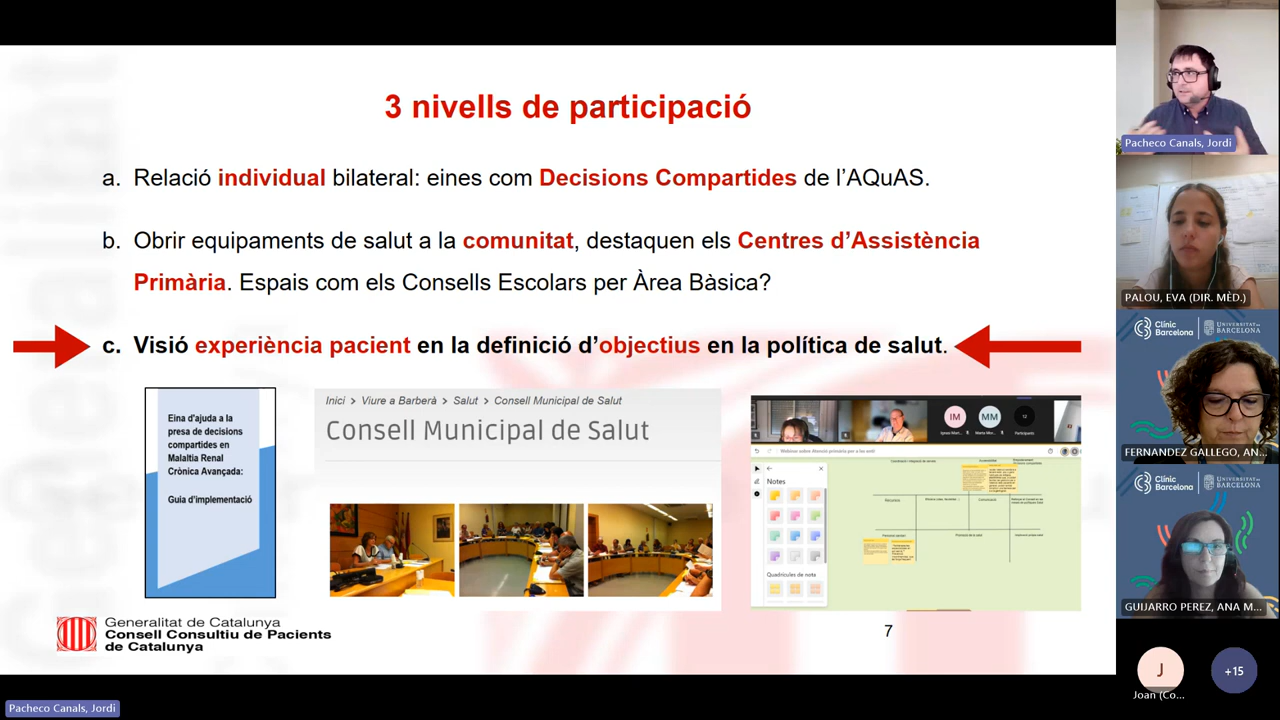 3 nivells de participació
a. Relació individual bilateral: eines com Decisions Compartides de l'AQuAS.
b. Obrir equipaments de salut a la comunitat, destaquen els Centres d'Assistència
Primària. Espais com els Consells Escolars per Àrea Bàsica?
c. Visió experiència pacient en la definició d'objectius en la política de salut.
Eina d'ajuda a la
presa de decisions
compartides en
Malaltia Renal
Crònica Avançada:
Guia d'implementació
Inici > Viure a Barberà > Salut > Consell Municipal de Salut
Consell Municipal de Salut
IM
MM
12
Participants
Notes
Quadrícules de nota
Generalitat de Catalunya
Consell Consultiu de Pacients
de Catalunya
7
Pacheco Canals, Jordi
PALOU, EVA (DIR. MÈD.)
Clínic
Barcelona
UNIVERSITAT DE
BARCELONA
FERNANDEZ GALLEGO, AN...
Clínic
Barcelona
UNIVERSITAT DE
BARCELONA
GUIJARRO PEREZ, ANA M...
J
Joan (Co...
+15
Pacheco Canals, Jordi